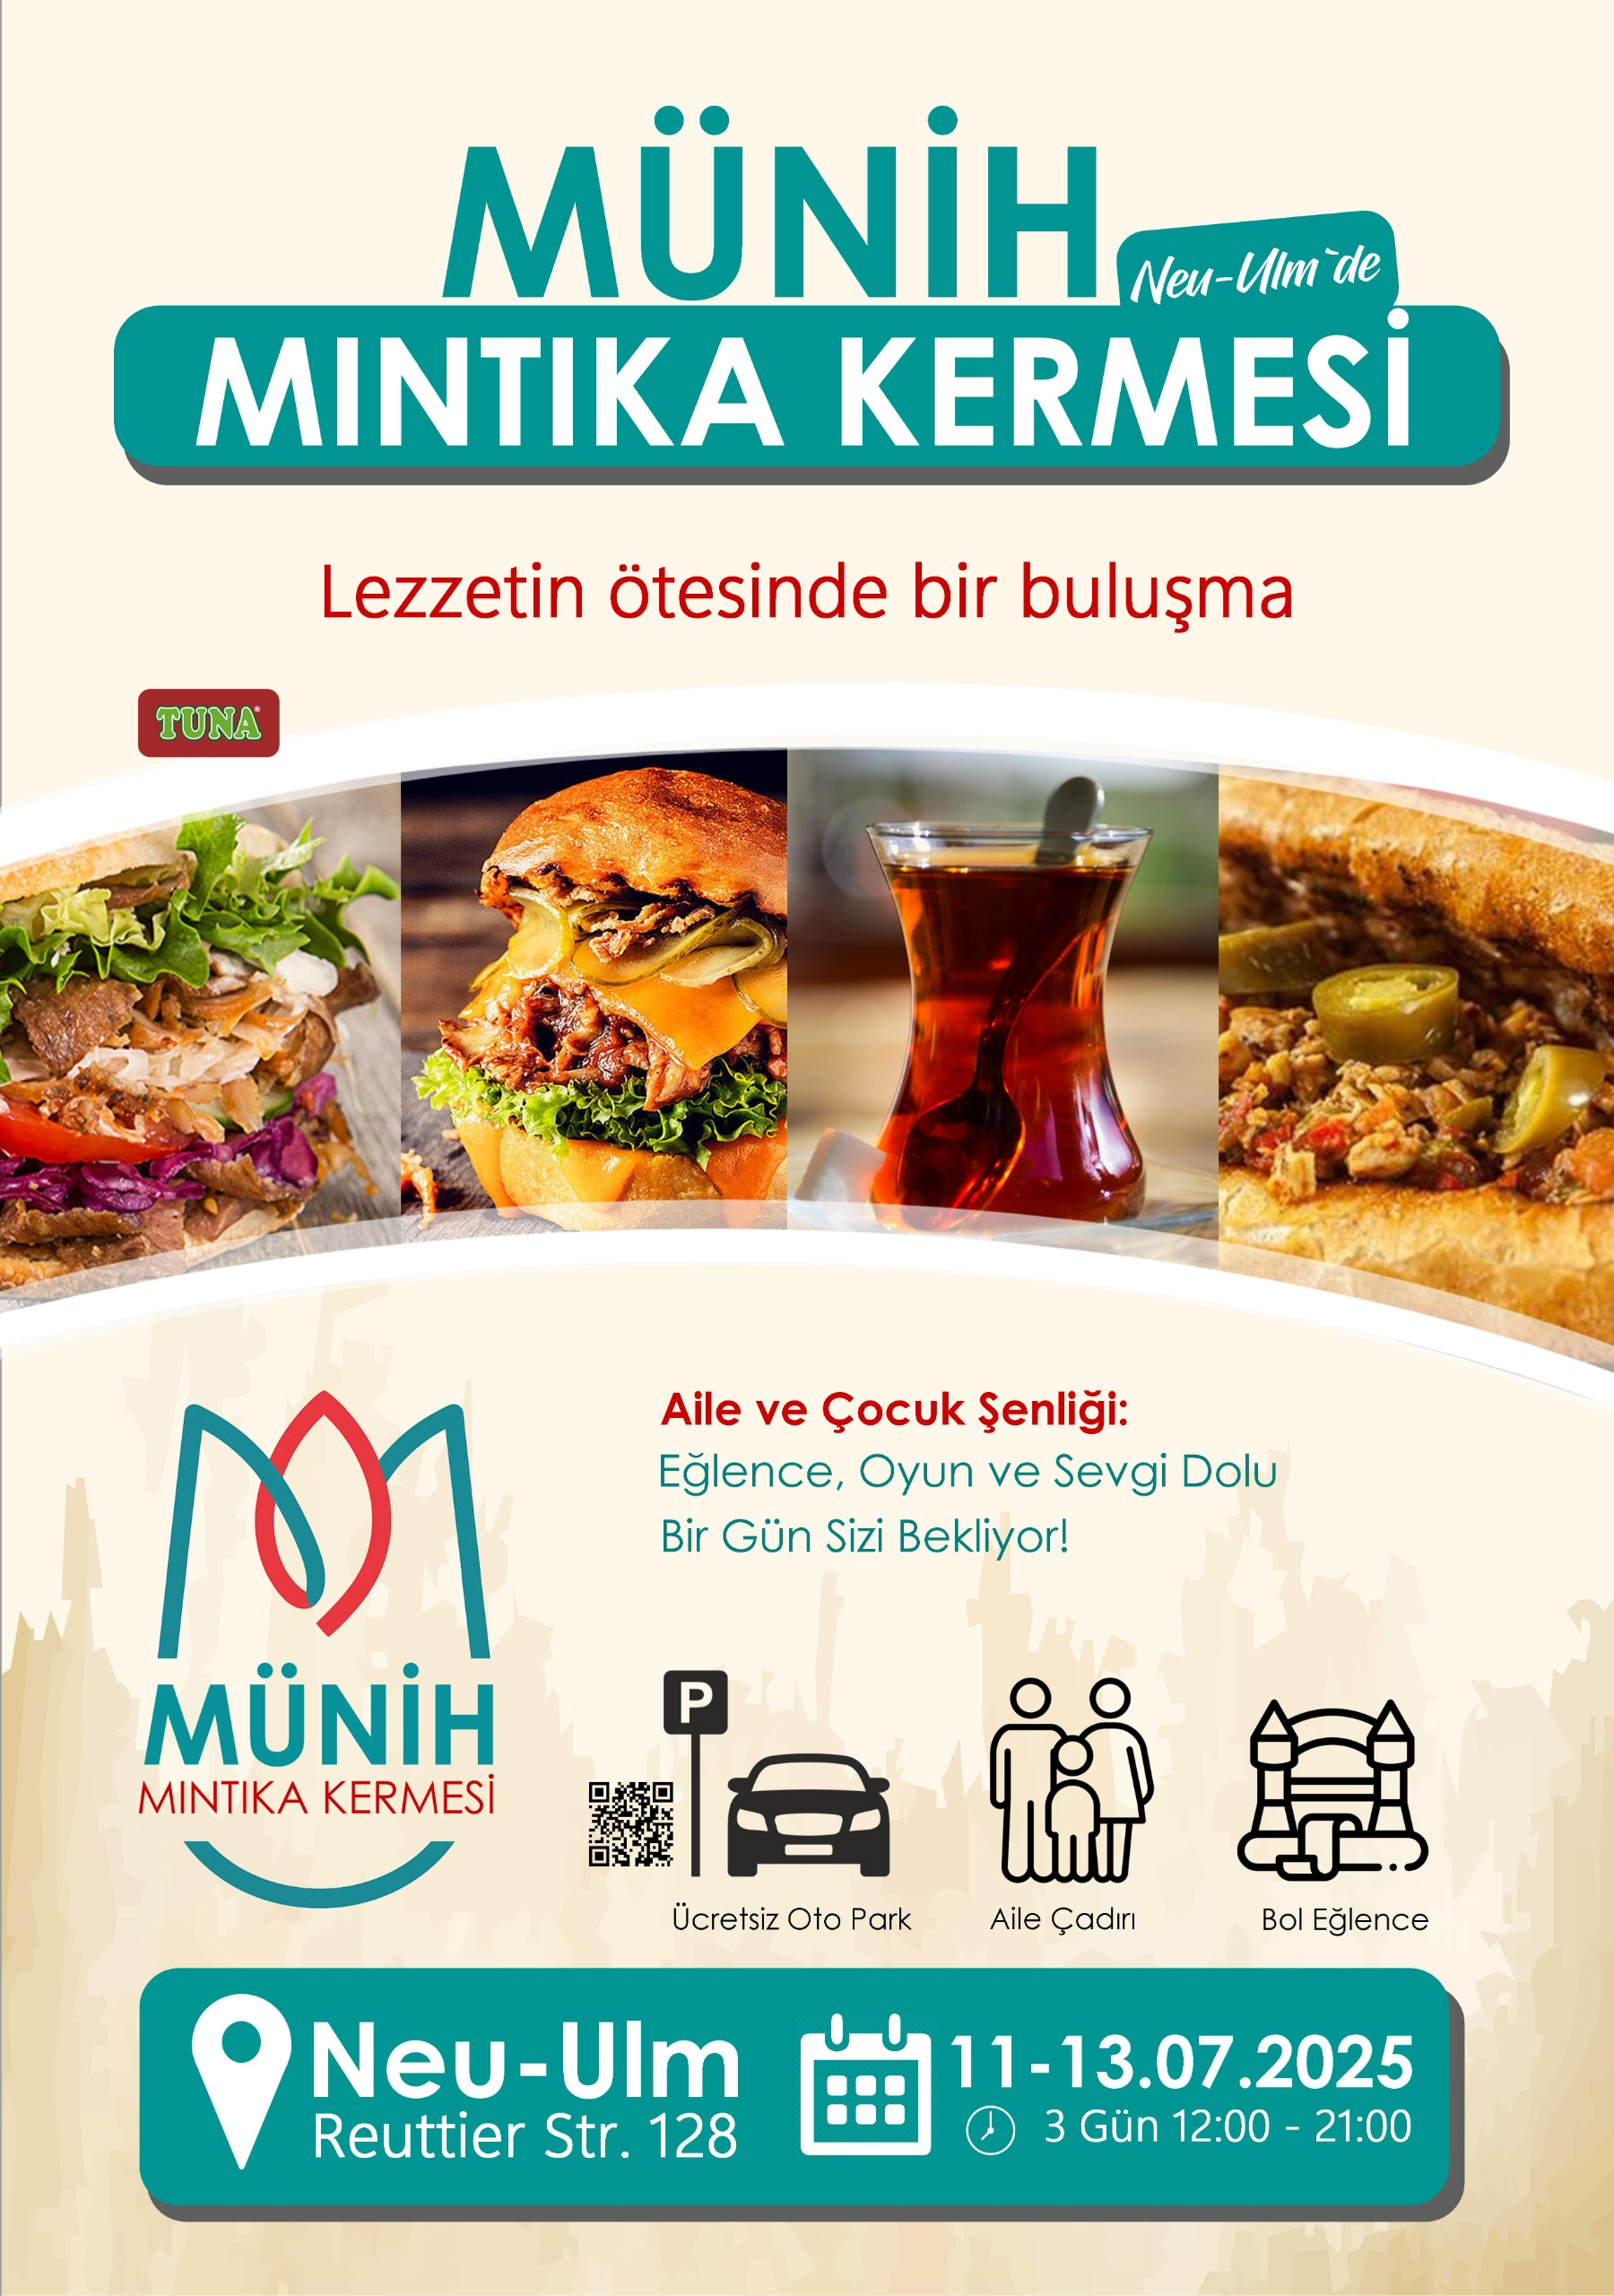 MÜNİH
Neu-Ulm`de
MINTIKA KERMESİ
Lezzetin ötesinde bir buluşma
TUNA®
Aile ve Çocuk Şenliği:
Eğlence, Oyun ve Sevgi Dolu
Bir Gün Sizi Bekliyor!
MÜNİH
MINTIKA KERMESİ
P
Ücretsiz Oto Park
Aile Çadırı
Bol Eğlence
Neu-Ulm
Reuttier Str. 128
11-13.07.2025
3 Gün 12:00 - 21:00